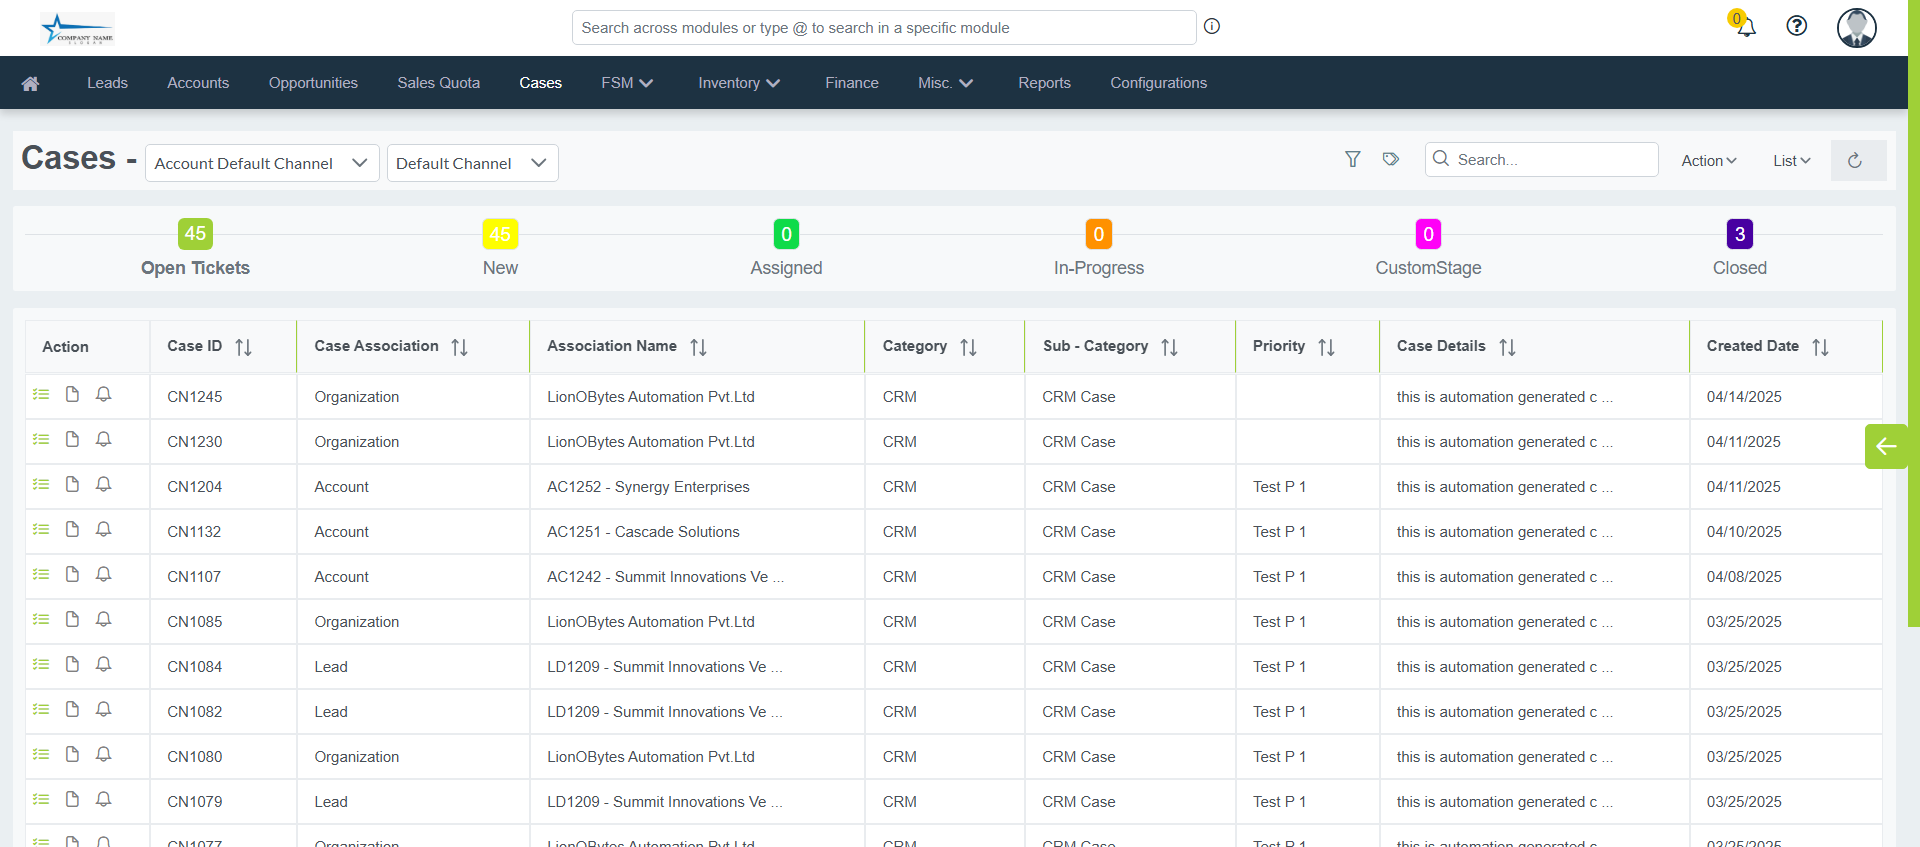 COMPANY NAME
Search across modules or type @ to search in a specific module
0
Leads Accounts Opportunities Sales Quota Cases FSM Inventory Finance Misc. Reports Configurations
Cases - Account Default Channel Default Channel Search... Action List
45 45 0 0 0 3
Open Tickets New Assigned In-Progress CustomStage Closed
Action Case ID Case Association Association Name Category Sub - Category Priority Case Details Created Date
CN1245 Organization LionOBytes Automation Pvt.Ltd CRM CRM Case this is automation generated c ... 04/14/2025
CN1230 Organization LionOBytes Automation Pvt.Ltd CRM CRM Case this is automation generated c ... 04/11/2025
CN1204 Account AC1252 - Synergy Enterprises CRM CRM Case Test P 1 this is automation generated c ... 04/11/2025
CN1132 Account AC1251 - Cascade Solutions CRM CRM Case Test P 1 this is automation generated c ... 04/10/2025
CN1107 Account AC1242 - Summit Innovations Ve ... CRM CRM Case Test P 1 this is automation generated c ... 04/08/2025
CN1085 Organization LionOBytes Automation Pvt.Ltd CRM CRM Case Test P 1 this is automation generated c ... 03/25/2025
CN1084 Lead LD1209 - Summit Innovations Ve ... CRM CRM Case Test P 1 this is automation generated c ... 03/25/2025
CN1082 Lead LD1209 - Summit Innovations Ve ... CRM CRM Case Test P 1 this is automation generated c ... 03/25/2025
CN1080 Organization LionOBytes Automation Pvt.Ltd CRM CRM Case Test P 1 this is automation generated c ... 03/25/2025
CN1079 Lead LD1209 - Summit Innovations Ve ... CRM CRM Case Test P 1 this is automation generated c ... 03/25/2025
CN1077 Organization LionOBytes Automation Pvt.Ltd CRM CRM Case Test P 1 this is automation generated c ... 03/25/2025